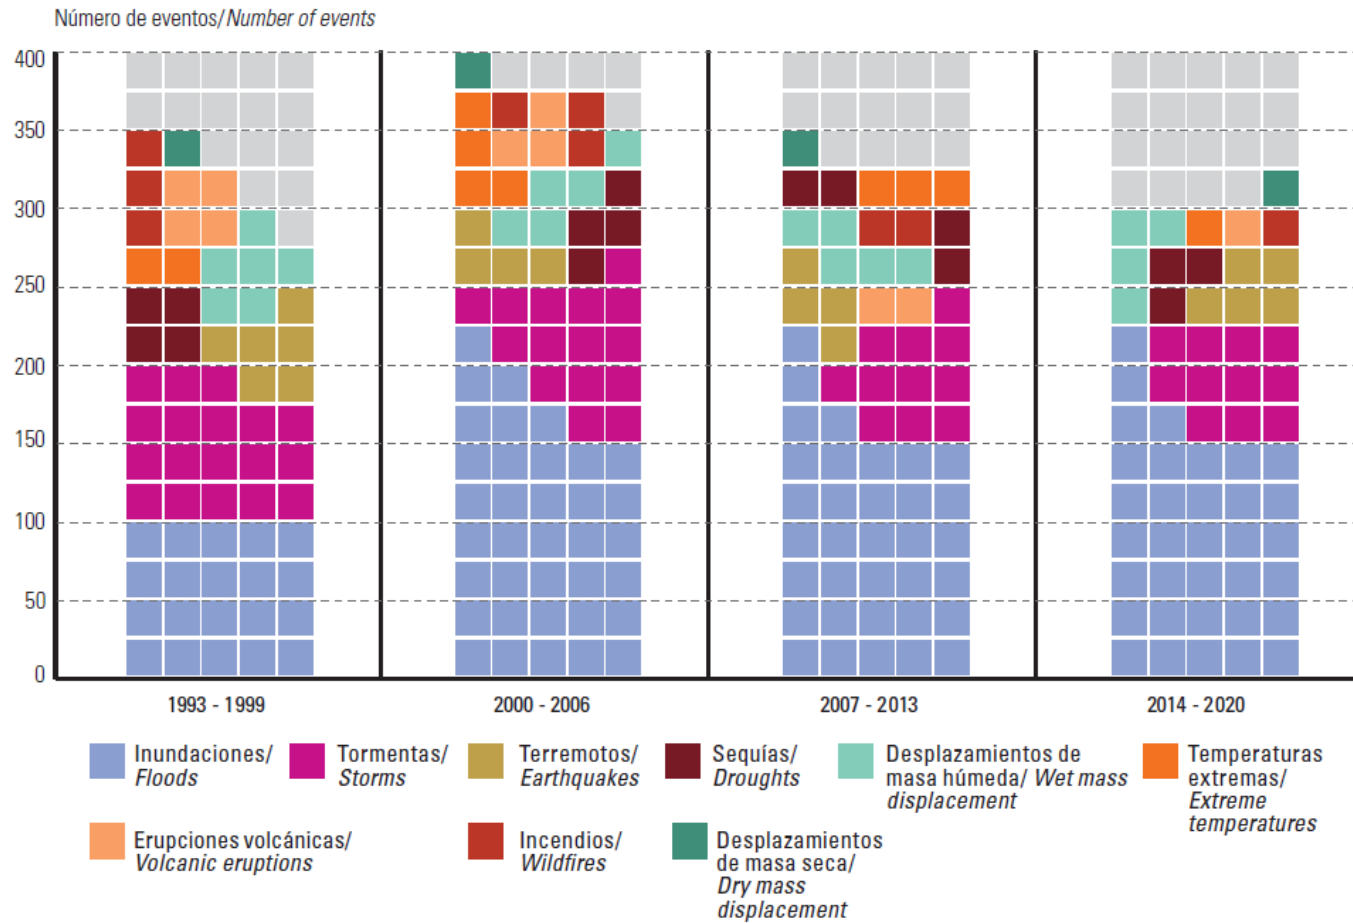 Número de eventos/Number of events
400
350
300
250
200
150
100
50
0
1993 - 1999
2000 - 2006
2007 - 2013
2014 - 2020
Inundaciones/
Floods
Tormentas/
Storms
Terremotos/
Earthquakes
Sequías/
Droughts
Desplazamientos de
masa húmeda/ Wet mass
displacement
Temperaturas
extremas/
Extreme
temperatures
Erupciones volcánicas/
Volcanic eruptions
Incendios/
Wildfires
Desplazamientos
de masa seca/
Dry mass
displacement